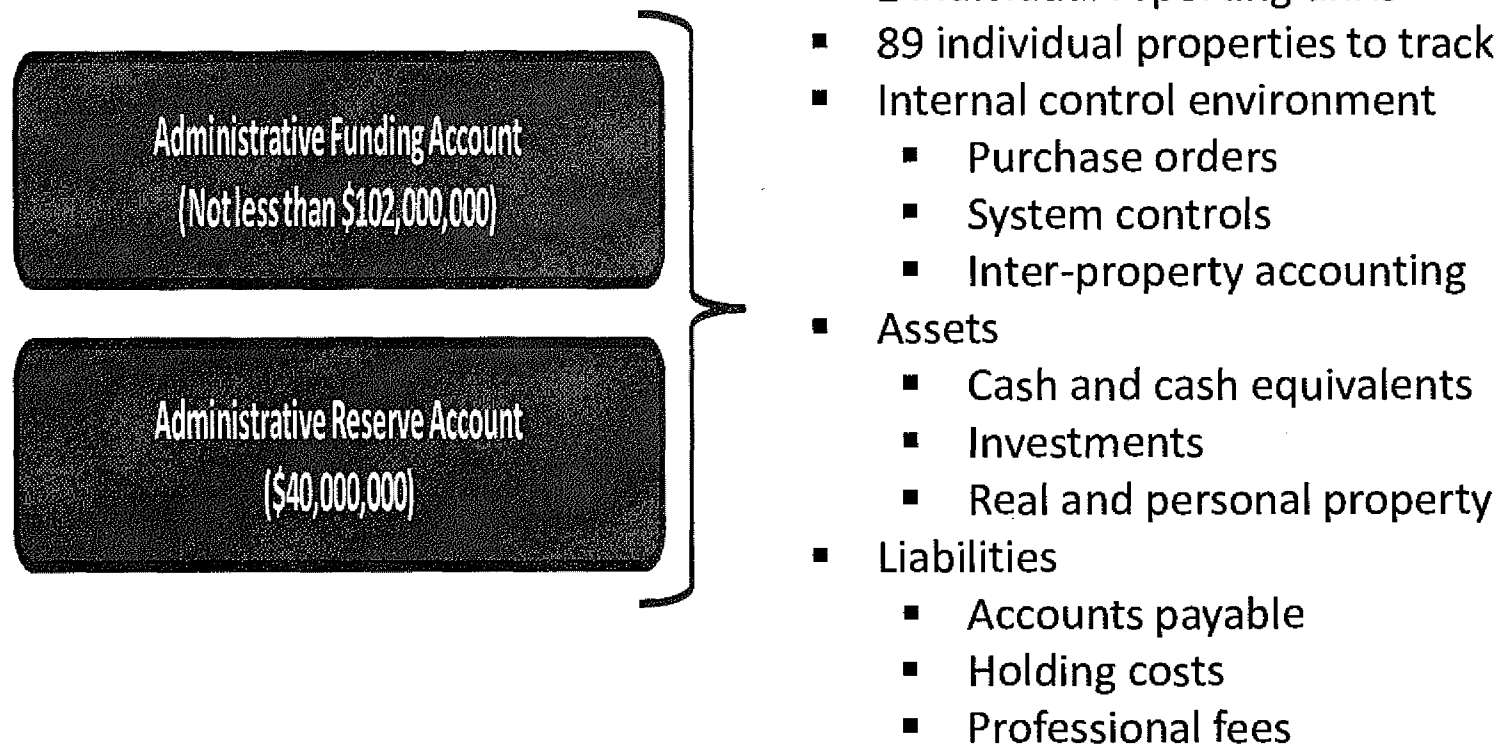 Administrative Funding Account
(Not less than $102,000,000)
Administrative Reserve Account
($40,000,000)
▪ 89 individual properties to track
▪ Internal control environment
▪ Purchase orders
▪ System controls
▪ Inter-property accounting
▪ Assets
▪ Cash and cash equivalents
▪ Investments
▪ Real and personal property
▪ Liabilities
▪ Accounts payable
▪ Holding costs
▪ Professional fees